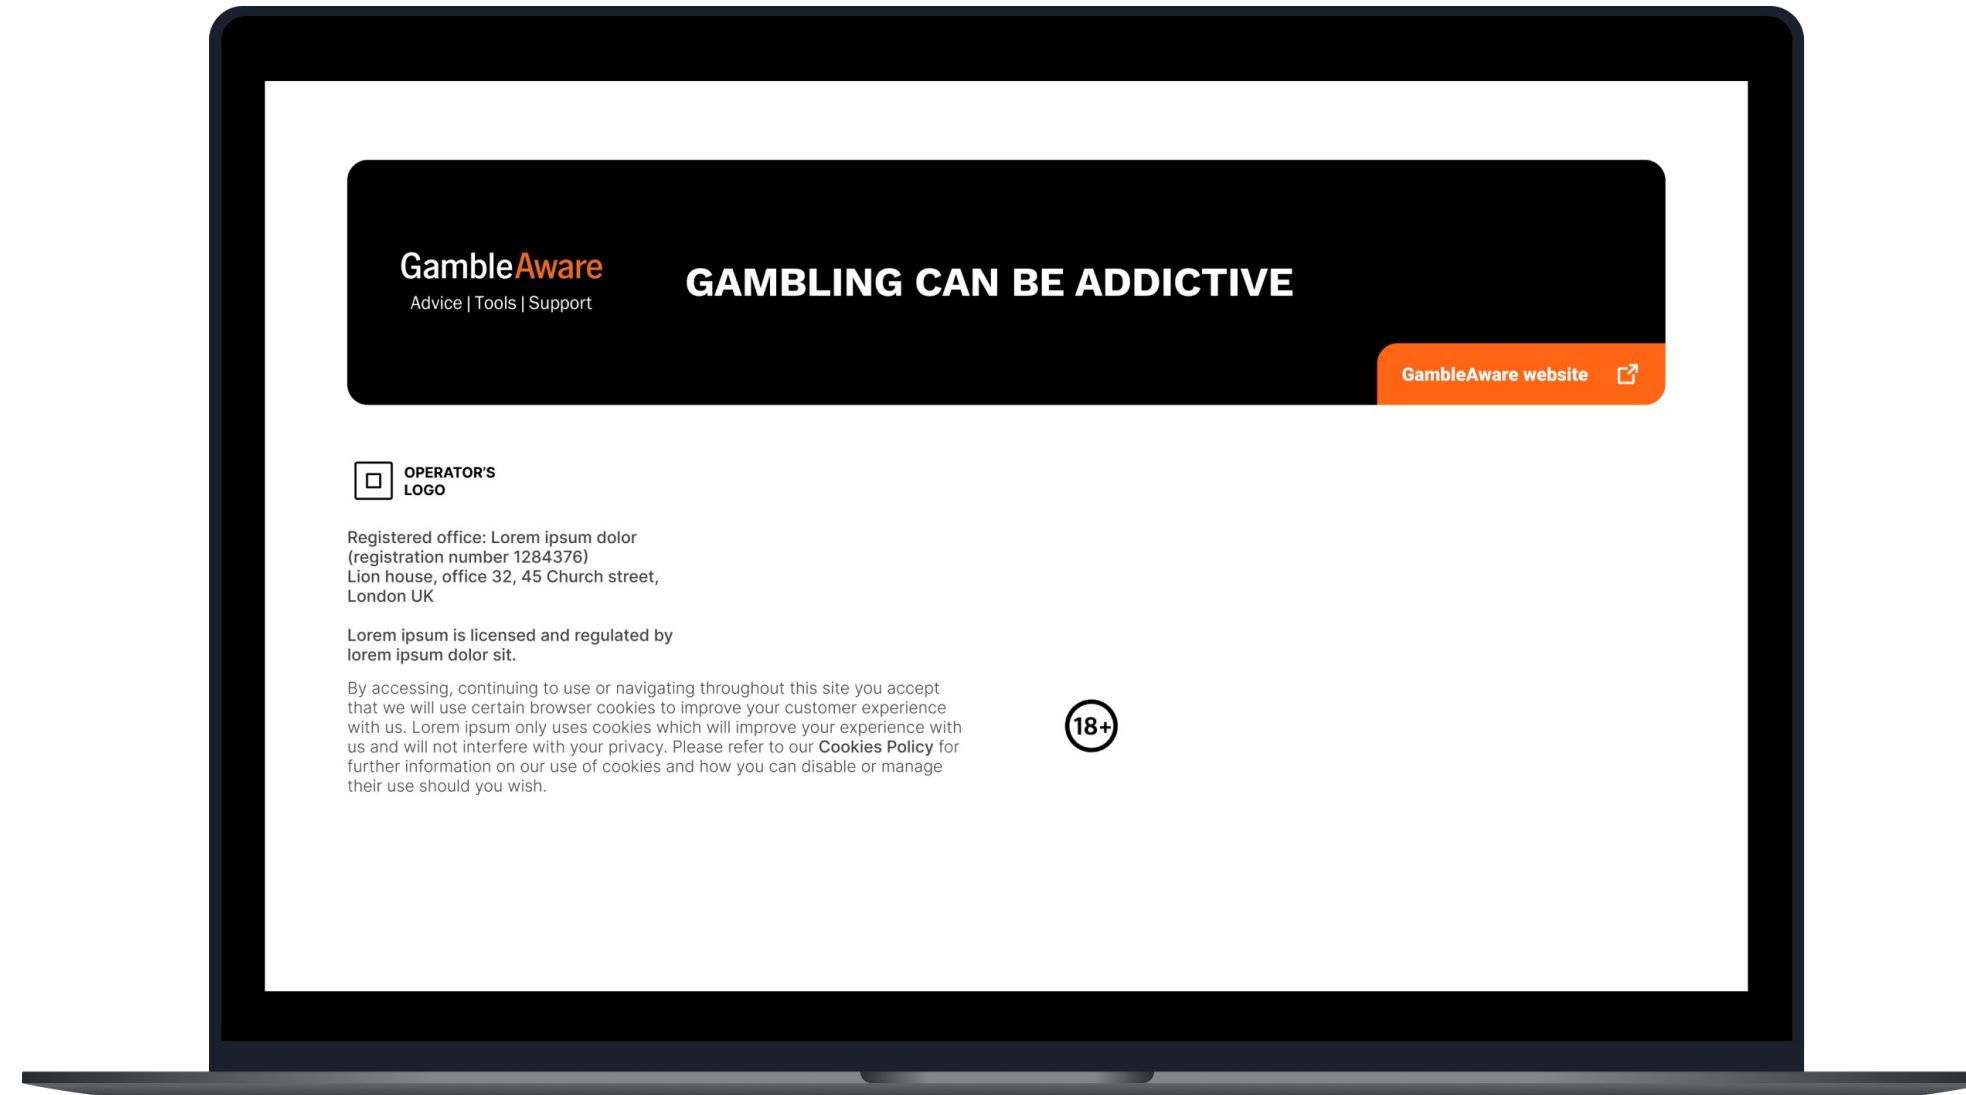 GambleAware
Advice | Tools | Support
GAMBLING CAN BE ADDICTIVE
GambleAware website
OPERATOR'S
LOGO
Registered office: Lorem ipsum dolor
(registration number 1284376)
Lion house, office 32, 45 Church street,
London UK
Lorem ipsum is licensed and regulated by
lorem ipsum dolor sit.
By accessing, continuing to use or navigating throughout this site you accept
that we will use certain browser cookies to improve your customer experience
with us. Lorem ipsum only uses cookies which will improve your experience with
us and will not interfere with your privacy. Please refer to our Cookies Policy for
further information on our use of cookies and how you can disable or manage
their use should you wish.
18+